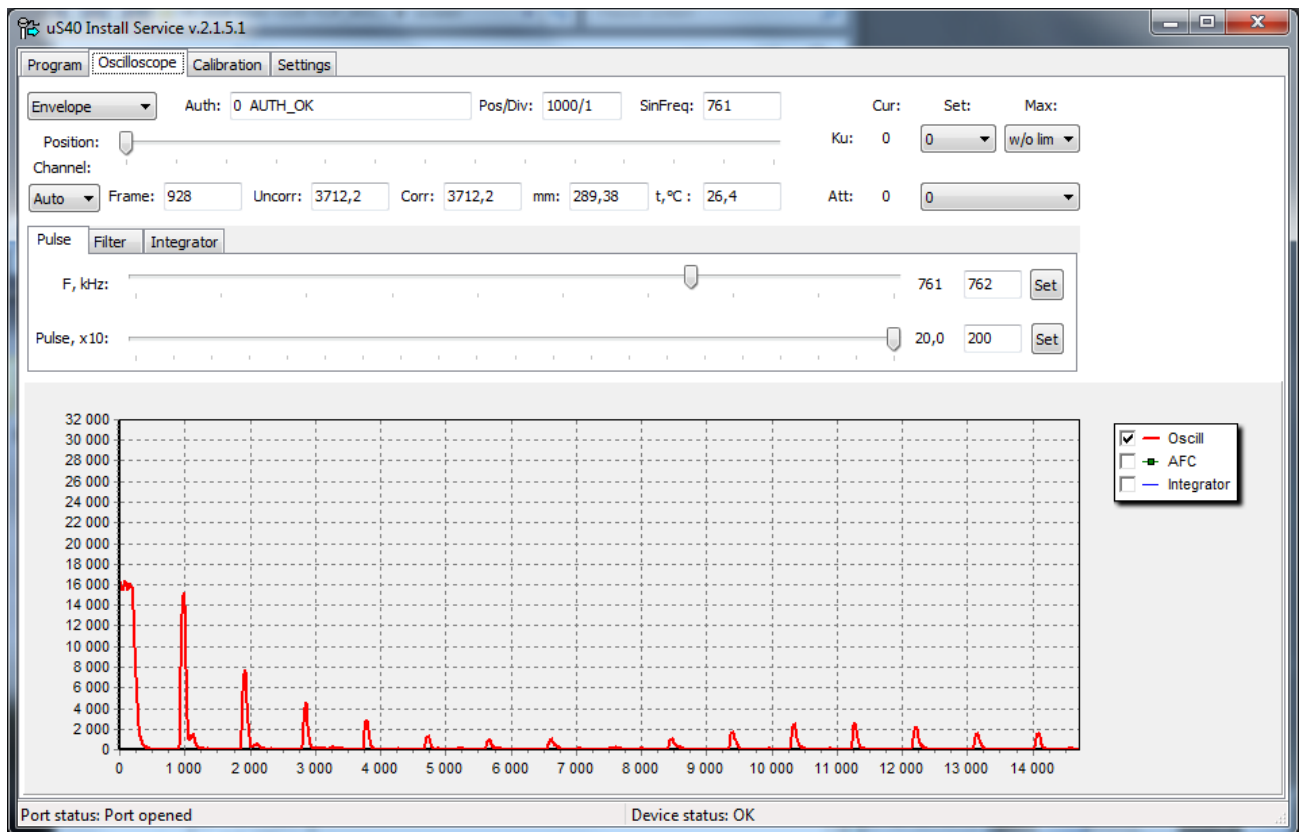 uS40 Install Service v.2.1.5.1
Program Oscilloscope Calibration Settings
Envelope Auth: 0 AUTH_OK Pos/Div: 1000/1 SinFreq: 761 Cur: Set: Max:
Position: Ku: 0 0 w/o lim
Channel:
Auto Frame: 928 Uncorr: 3712,2 Corr: 3712,2 mm: 289,38 t,ºC : 26,4 Att: 0 0
Pulse Filter Integrator
F, kHz: 761 762 Set
Pulse, x10: 20,0 200 Set
32 000
30 000
28 000
26 000
24 000
22 000
20 000
18 000
16 000
14 000
12 000
10 000
8 000
6 000
4 000
2 000
0
0 1 000 2 000 3 000 4 000 5 000 6 000 7 000 8 000 9 000 10 000 11 000 12 000 13 000 14 000
Oscill
AFC
Integrator
Port status: Port opened Device status: OK